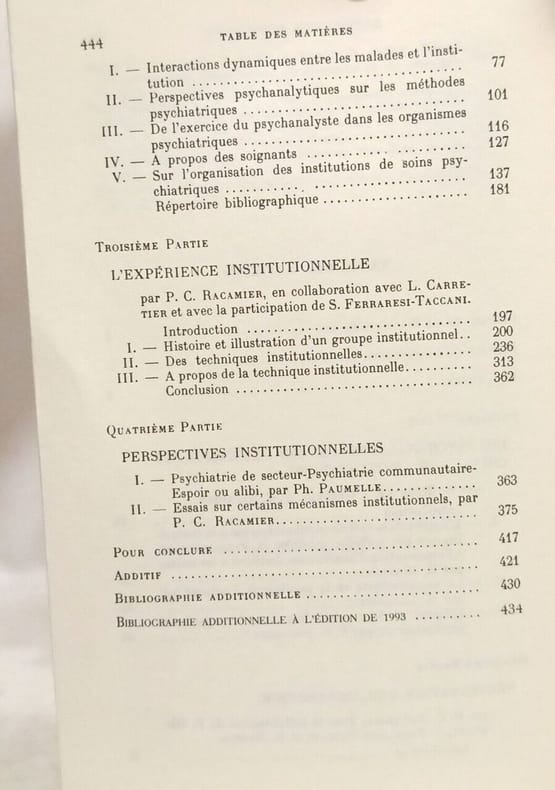 444
TABLE DES MATIÈRES
I. — Interactions dynamiques entre les malades et l'insti-
tution .................................... 77
II. — Perspectives psychanalytiques sur les méthodes
psychiatriques ............................ 101
III. — De l'exercice du psychanalyste dans les organismes
psychiatriques ............................ 116
IV. — A propos des soignants .................... 127
V. — Sur l'organisation des institutions de soins psy-
chiatriques ............................... 137
Répertoire bibliographique ................... 181
TROISIÈME PARTIE
L'EXPÉRIENCE INSTITUTIONNELLE
par P. C. RACAMIER, en collaboration avec L. CARRE-
TIER et avec la participation de S. FERRARESI-TACCANI.
Introduction ................................. 197
I. — Histoire et illustration d'un groupe institutionnel.. 200
II. — Des techniques institutionnelles............... 236
III. — A propos de la technique institutionnelle.......... 313
Conclusion ................................... 362
QUATRIÈME PARTIE
PERSPECTIVES INSTITUTIONNELLES
I. — Psychiatrie de secteur-Psychiatrie communautaire-
Espoir ou alibi, par Ph. PAUMELLE.............. 363
II. — Essais sur certains mécanismes institutionnels, par
P. C. RACAMIER............................. 375
POUR CONCLURE .................................. 417
ADDITIF ........................................ 421
BIBLIOGRAPHIE ADDITIONNELLE .......................... 430
BIBLIOGRAPHIE ADDITIONNELLE À L'ÉDITION DE 1993 .......... 434